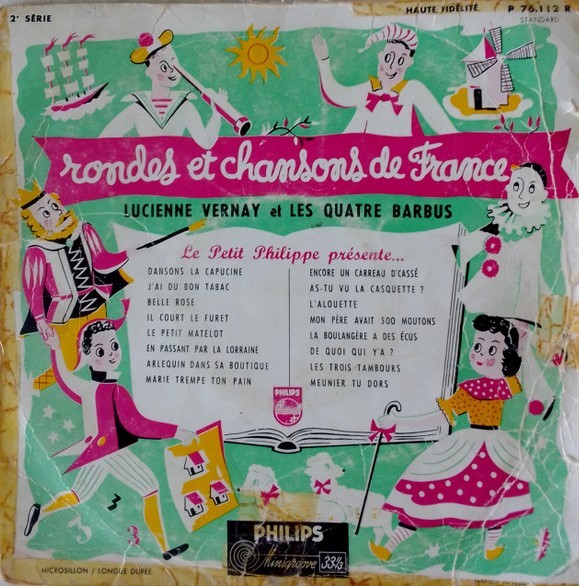 2e SÉRIE
HAUTE FIDÉLITÉ P 76.112 R
STANDARD
rondes et chansons de France
LUCIENNE VERNAY et LES QUATRE BARBUS
Le Petit Philippe présente...
DANSONS LA CAPUCINE
J'AI DU BON TABAC
BELLE ROSE
IL COURT LE FURET
LE PETIT MATELOT
EN PASSANT PAR LA LORRAINE
ARLEQUIN DANS SA BOUTIQUE
MARIE TREMPE TON PAIN
ENCORE UN CARREAU D'CASSÉ
AS-TU VU LA CASQUETTE ?
L'ALOUETTE
MON PÈRE AVAIT 500 MOUTONS
LA BOULANGÈRE A DES ÉCUS
DE QUOI QUI Y'A ?
LES TROIS TAMBOURS
MEUNIER TU DORS
PHILIPS
3 3 3
PHILIPS
Minigroove 33⅓
MICROSILLON / LONGUE DURÉE